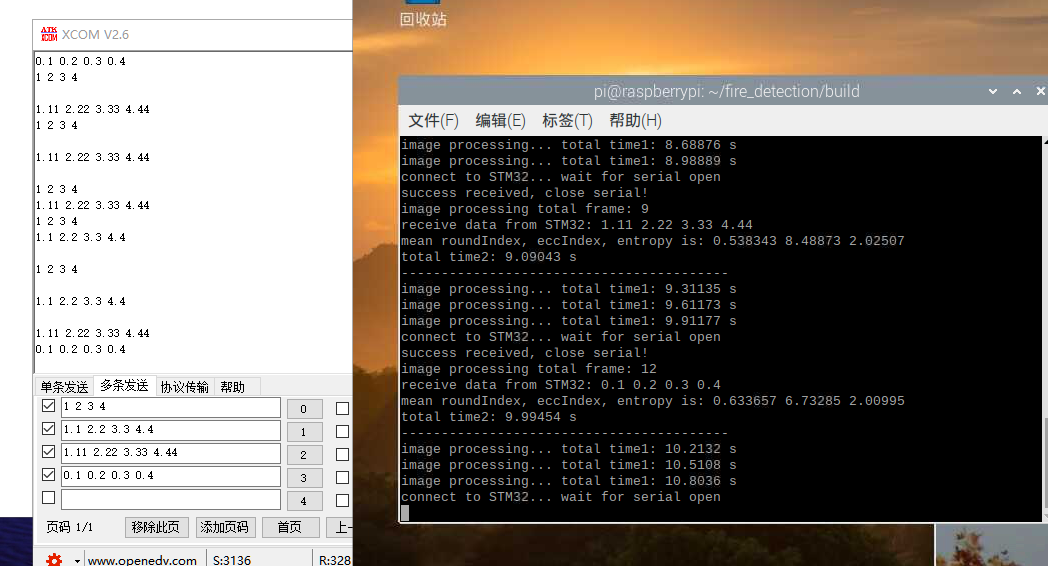 回收站
ATK XCOM XCOM V2.6
0.1 0.2 0.3 0.4
1 2 3 4
1.11 2.22 3.33 4.44
1 2 3 4
1.11 2.22 3.33 4.44
1 2 3 4
1.11 2.22 3.33 4.44
1 2 3 4
1.1 2.2 3.3 4.4
1 2 3 4
1.1 2.2 3.3 4.4
1.11 2.22 3.33 4.44
0.1 0.2 0.3 0.4
单条发送 多条发送 协议传输 帮助
1 2 3 4 0
1.1 2.2 3.3 4.4 1
1.11 2.22 3.33 4.44 2
0.1 0.2 0.3 0.4 3
4
页码 1/1 移除此页 添加页码 首页 上一
www.openedv.com S:3136 R:328
pi@raspberrypi: ~/fire_detection/build
文件(F) 编辑(E) 标签(T) 帮助(H)
image processing... total time1: 8.68876 s
image processing... total time1: 8.98889 s
connect to STM32... wait for serial open
success received, close serial!
image processing total frame: 9
receive data from STM32: 1.11 2.22 3.33 4.44
mean roundIndex, eccIndex, entropy is: 0.538343 8.48873 2.02507
total time2: 9.09043 s
-----------------------------------------
image processing... total time1: 9.31135 s
image processing... total time1: 9.61173 s
image processing... total time1: 9.91177 s
connect to STM32... wait for serial open
success received, close serial!
image processing total frame: 12
receive data from STM32: 0.1 0.2 0.3 0.4
mean roundIndex, eccIndex, entropy is: 0.633657 6.73285 2.00995
total time2: 9.99454 s
-----------------------------------------
image processing... total time1: 10.2132 s
image processing... total time1: 10.5108 s
image processing... total time1: 10.8036 s
connect to STM32... wait for serial open